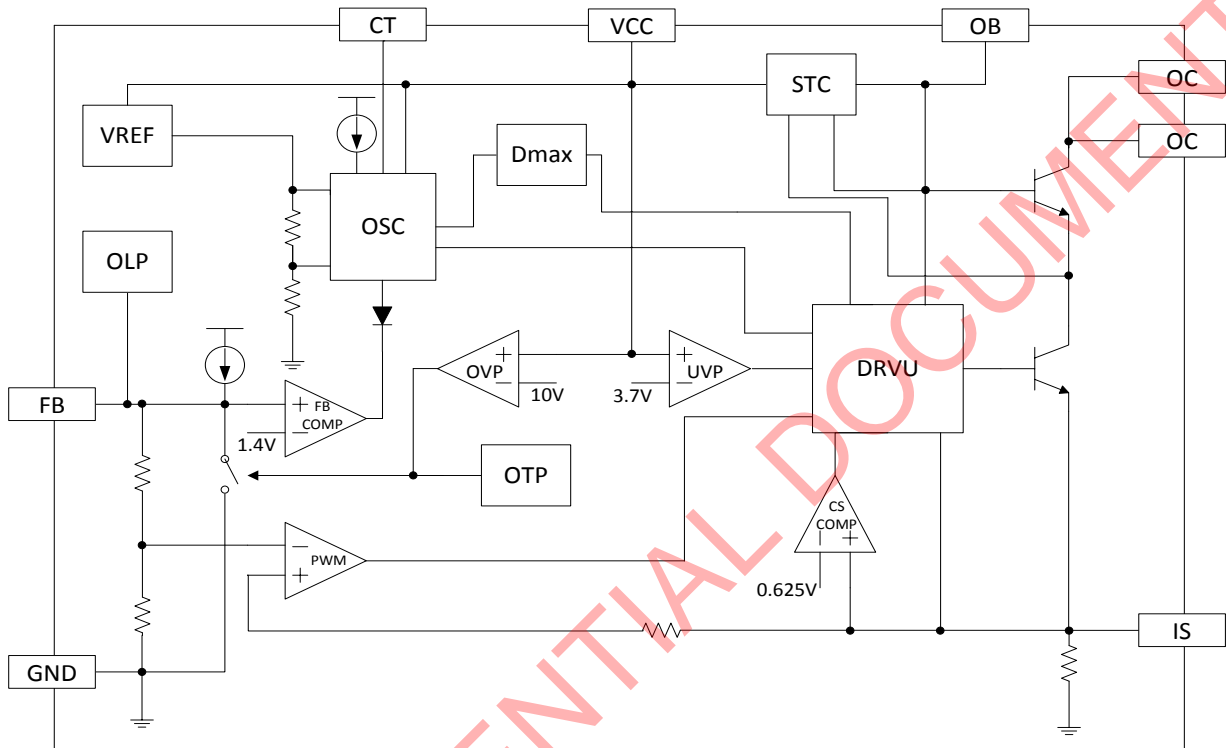 CT
VCC
OB
STC
OC
VREF
OC
Dmax
OSC
OLP
OVP
+
−
10V
+
−
UVP
3.7V
DRVU
FB
+
−
FB
COMP
1.4V
OTP
CS
COMP
− +
0.625V
−
+
PWM
IS
GND
ENTIAL DOCUMENT